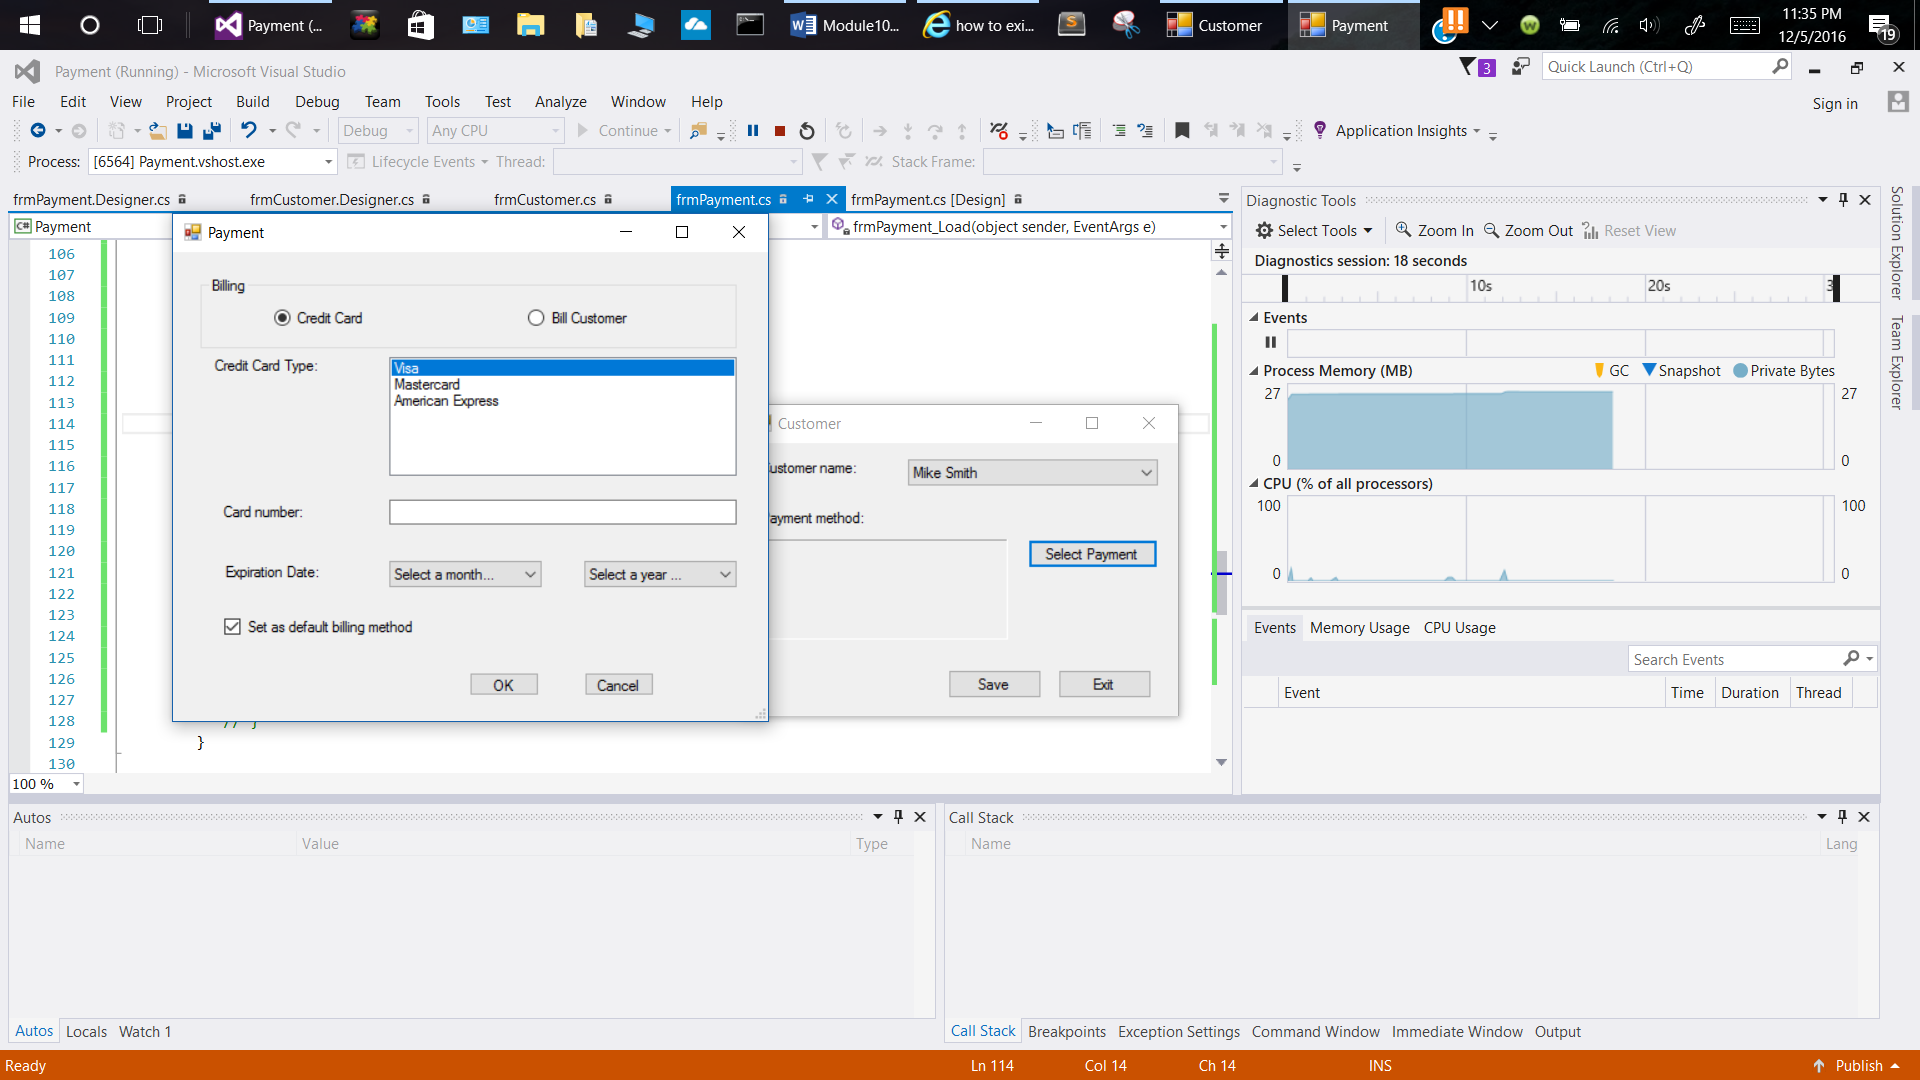 Payment (...
Module10...
how to exi...
Customer
Payment
11:35 PM
12/5/2016
19
Payment (Running) - Microsoft Visual Studio
3
Quick Launch (Ctrl+Q)
File Edit View Project Build Debug Team Tools Test Analyze Window Help
Sign in
Debug Any CPU Continue Application Insights
Process: [6564] Payment.vshost.exe Lifecycle Events Thread: Stack Frame:
frmPayment.Designer.cs frmCustomer.Designer.cs frmCustomer.cs frmPayment.cs frmPayment.cs [Design]
C# Payment
frmPayment_Load(object sender, EventArgs e)
106
107
108
109
110
111
112
113
114
115
116
117
118
119
120
121
122
123
124
125
126
127
128 // }
129 }
130
100 %
Payment
Billing
Credit Card Bill Customer
Credit Card Type:
Visa
Mastercard
American Express
Card number:
Expiration Date: Select a month... Select a year ...
Set as default billing method
OK Cancel
Customer
ustomer name: Mike Smith
ayment method:
Select Payment
Save Exit
Diagnostic Tools
Select Tools Zoom In Zoom Out Reset View
Diagnostics session: 18 seconds
10s 20s 3
Events
Process Memory (MB) GC Snapshot Private Bytes
27 27
0 0
CPU (% of all processors)
100 100
0 0
Events Memory Usage CPU Usage
Search Events
Event Time Duration Thread
Solution Explorer
Team Explorer
Autos
Name Value Type
Autos Locals Watch 1
Call Stack
Name Lang
Call Stack Breakpoints Exception Settings Command Window Immediate Window Output
Ready Ln 114 Col 14 Ch 14 INS Publish